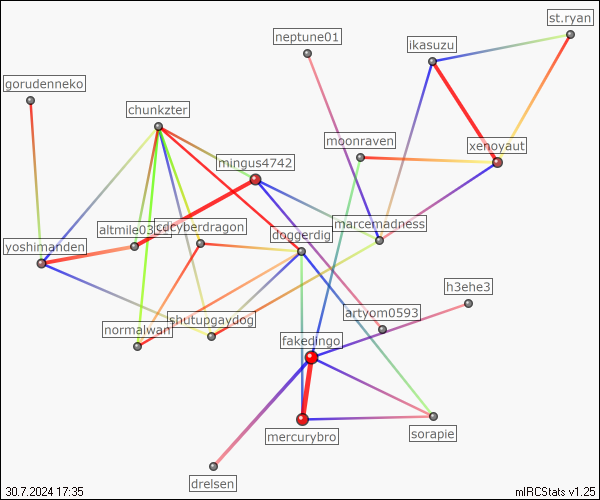 st.ryan
neptune01
ikasuzu
gorudenneko
chunkzter
moonraven
xenoyaut
mingus4742
altmile03
cdcyberdragon
marcemadness
doggerdig
yoshimanden
h3ehe3
artyom0593
shutupgaydog
normalwan
fakedingo
mercurybro
sorapie
drelsen
30.7.2024 17:35
mIRCStats v1.25